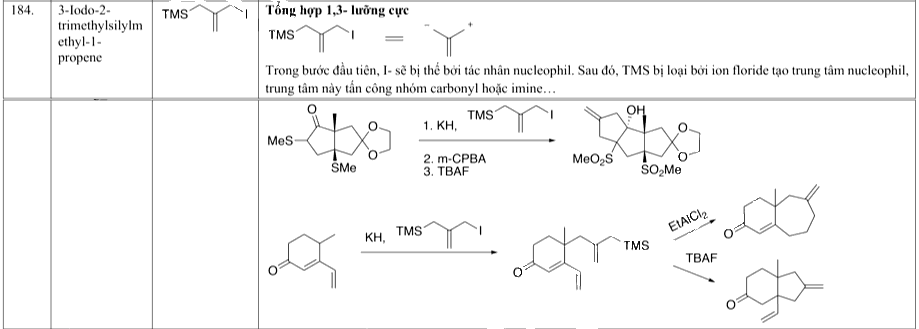 184.
3-Iodo-2-
trimethylsilylm
ethyl-1-
propene
TMS I
Tổng hợp 1,3- lưỡng cực
TMS I = - +
Trong bước đầu tiên, I- sẽ bị thế bởi tác nhân nucleophil. Sau đó, TMS bị loại bởi ion floride tạo trung tâm nucleophil,
trung tâm này tấn công nhóm carbonyl hoặc imine…
O MeS SMe O O
1. KH, TMS I
2. m-CPBA
3. TBAF
OH MeO₂S SO₂Me O O
O
KH, TMS I
O TMS
EtAlCl₂
O
TBAF
O